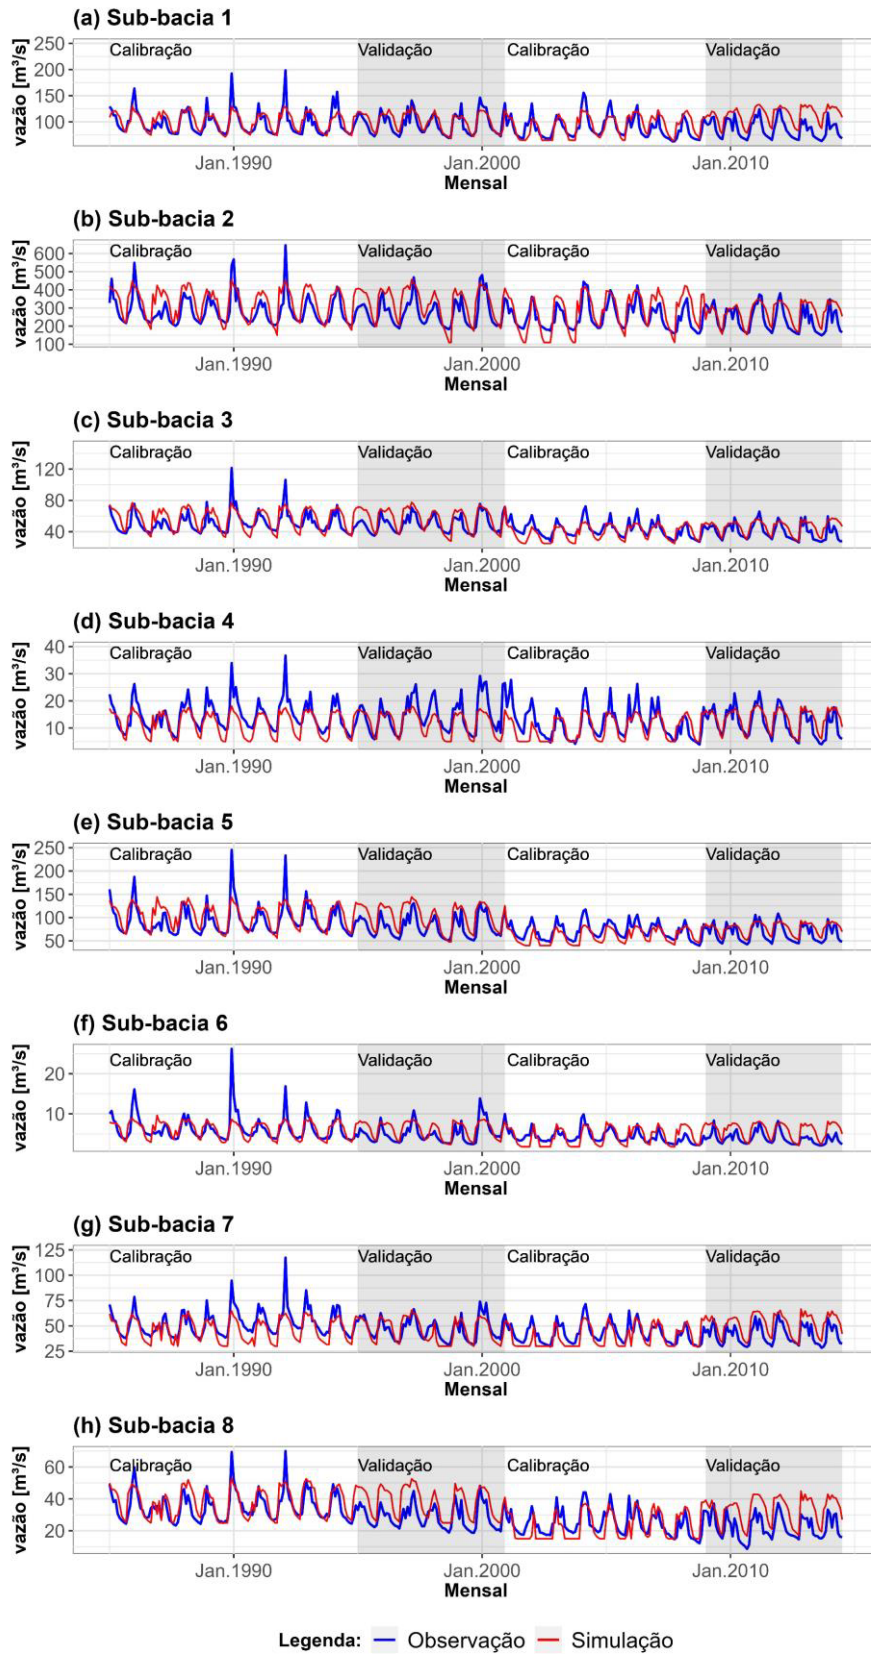 (a) Sub-bacia 1
vazão [m³/s]
250
200
150
100
Calibração Validação Calibração Validação
Jan.1990 Jan.2000 Jan.2010
Mensal
(b) Sub-bacia 2
vazão [m³/s]
600
500
400
300
200
100
Calibração Validação Calibração Validação
Jan.1990 Jan.2000 Jan.2010
Mensal
(c) Sub-bacia 3
vazão [m³/s]
120
80
40
Calibração Validação Calibração Validação
Jan.1990 Jan.2000 Jan.2010
Mensal
(d) Sub-bacia 4
vazão [m³/s]
40
30
20
10
Calibração Validação Calibração Validação
Jan.1990 Jan.2000 Jan.2010
Mensal
(e) Sub-bacia 5
vazão [m³/s]
250
200
150
100
50
Calibração Validação Calibração Validação
Jan.1990 Jan.2000 Jan.2010
Mensal
(f) Sub-bacia 6
vazão [m³/s]
20
10
Calibração Validação Calibração Validação
Jan.1990 Jan.2000 Jan.2010
Mensal
(g) Sub-bacia 7
vazão [m³/s]
125
100
75
50
25
Calibração Validação Calibração Validação
Jan.1990 Jan.2000 Jan.2010
Mensal
(h) Sub-bacia 8
vazão [m³/s]
60
40
20
Calibração Validação Calibração Validação
Jan.1990 Jan.2000 Jan.2010
Mensal
Legenda: Observação Simulação